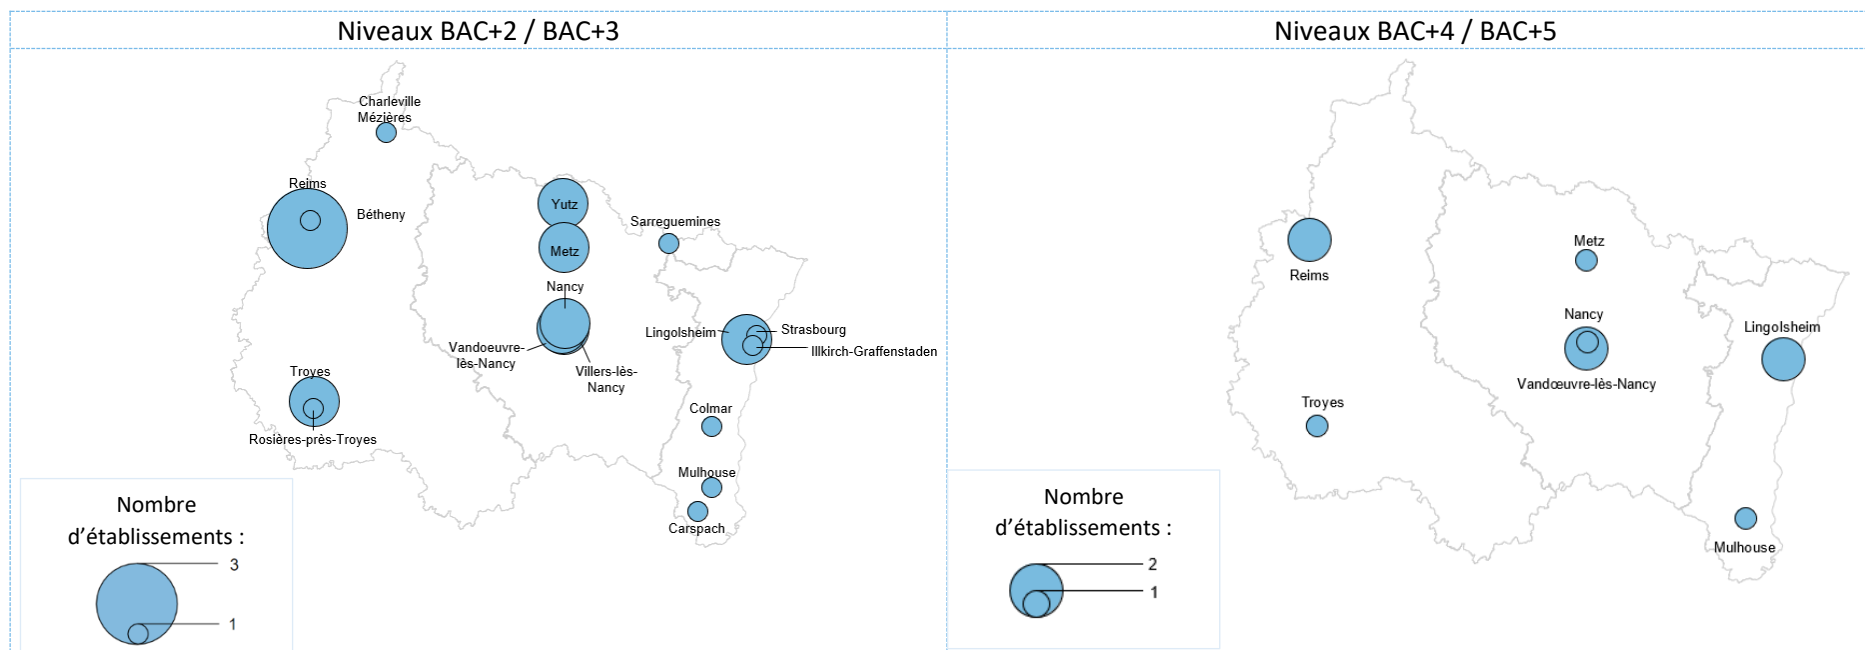 Niveaux BAC+2 / BAC+3
Charleville
Mézières
Reims
Bétheny
Yutz
Sarreguemines
Metz
Nancy
Lingolsheim
Strasbourg
Illkirch-Graffenstaden
Vandoeuvre-
lès-Nancy
Villers-lès-
Nancy
Troyes
Rosières-près-Troyes
Colmar
Mulhouse
Carspach
Nombre
d’établissements :
3
1
Niveaux BAC+4 / BAC+5
Reims
Metz
Nancy
Lingolsheim
Vandœuvre-lès-Nancy
Troyes
Mulhouse
Nombre
d’établissements :
2
1